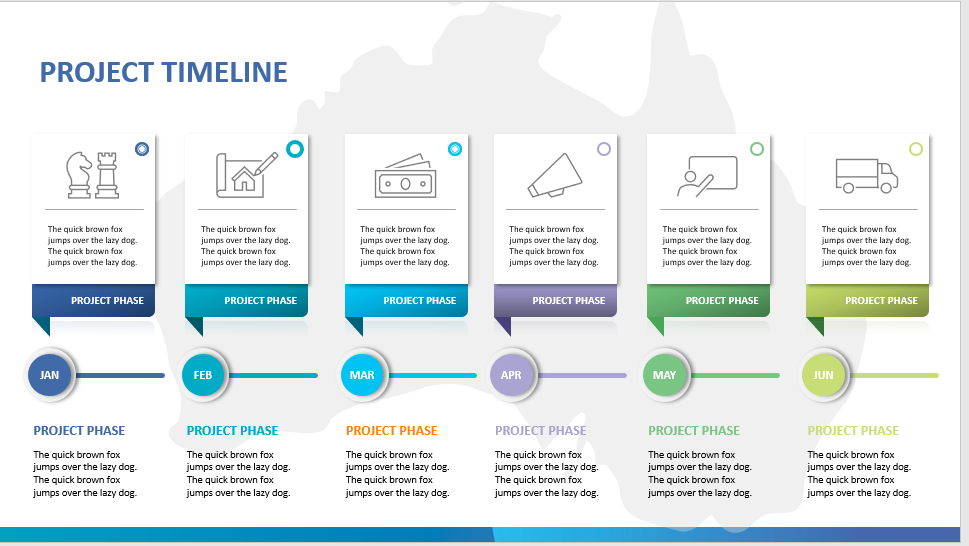 PROJECT TIMELINE
The quick brown fox
jumps over the lazy dog.
The quick brown fox
jumps over the lazy dog.
PROJECT PHASE
The quick brown fox
jumps over the lazy dog.
The quick brown fox
jumps over the lazy dog.
PROJECT PHASE
The quick brown fox
jumps over the lazy dog.
The quick brown fox
jumps over the lazy dog.
PROJECT PHASE
The quick brown fox
jumps over the lazy dog.
The quick brown fox
jumps over the lazy dog.
PROJECT PHASE
The quick brown fox
jumps over the lazy dog.
The quick brown fox
jumps over the lazy dog.
PROJECT PHASE
The quick brown fox
jumps over the lazy dog.
The quick brown fox
jumps over the lazy dog.
PROJECT PHASE
JAN
FEB
MAR
APR
MAY
JUN
PROJECT PHASE
The quick brown fox
jumps over the lazy dog.
The quick brown fox
jumps over the lazy dog.
PROJECT PHASE
The quick brown fox
jumps over the lazy dog.
The quick brown fox
jumps over the lazy dog.
PROJECT PHASE
The quick brown fox
jumps over the lazy dog.
The quick brown fox
jumps over the lazy dog.
PROJECT PHASE
The quick brown fox
jumps over the lazy dog.
The quick brown fox
jumps over the lazy dog.
PROJECT PHASE
The quick brown fox
jumps over the lazy dog.
The quick brown fox
jumps over the lazy dog.
PROJECT PHASE
The quick brown fox
jumps over the lazy dog.
The quick brown fox
jumps over the lazy dog.